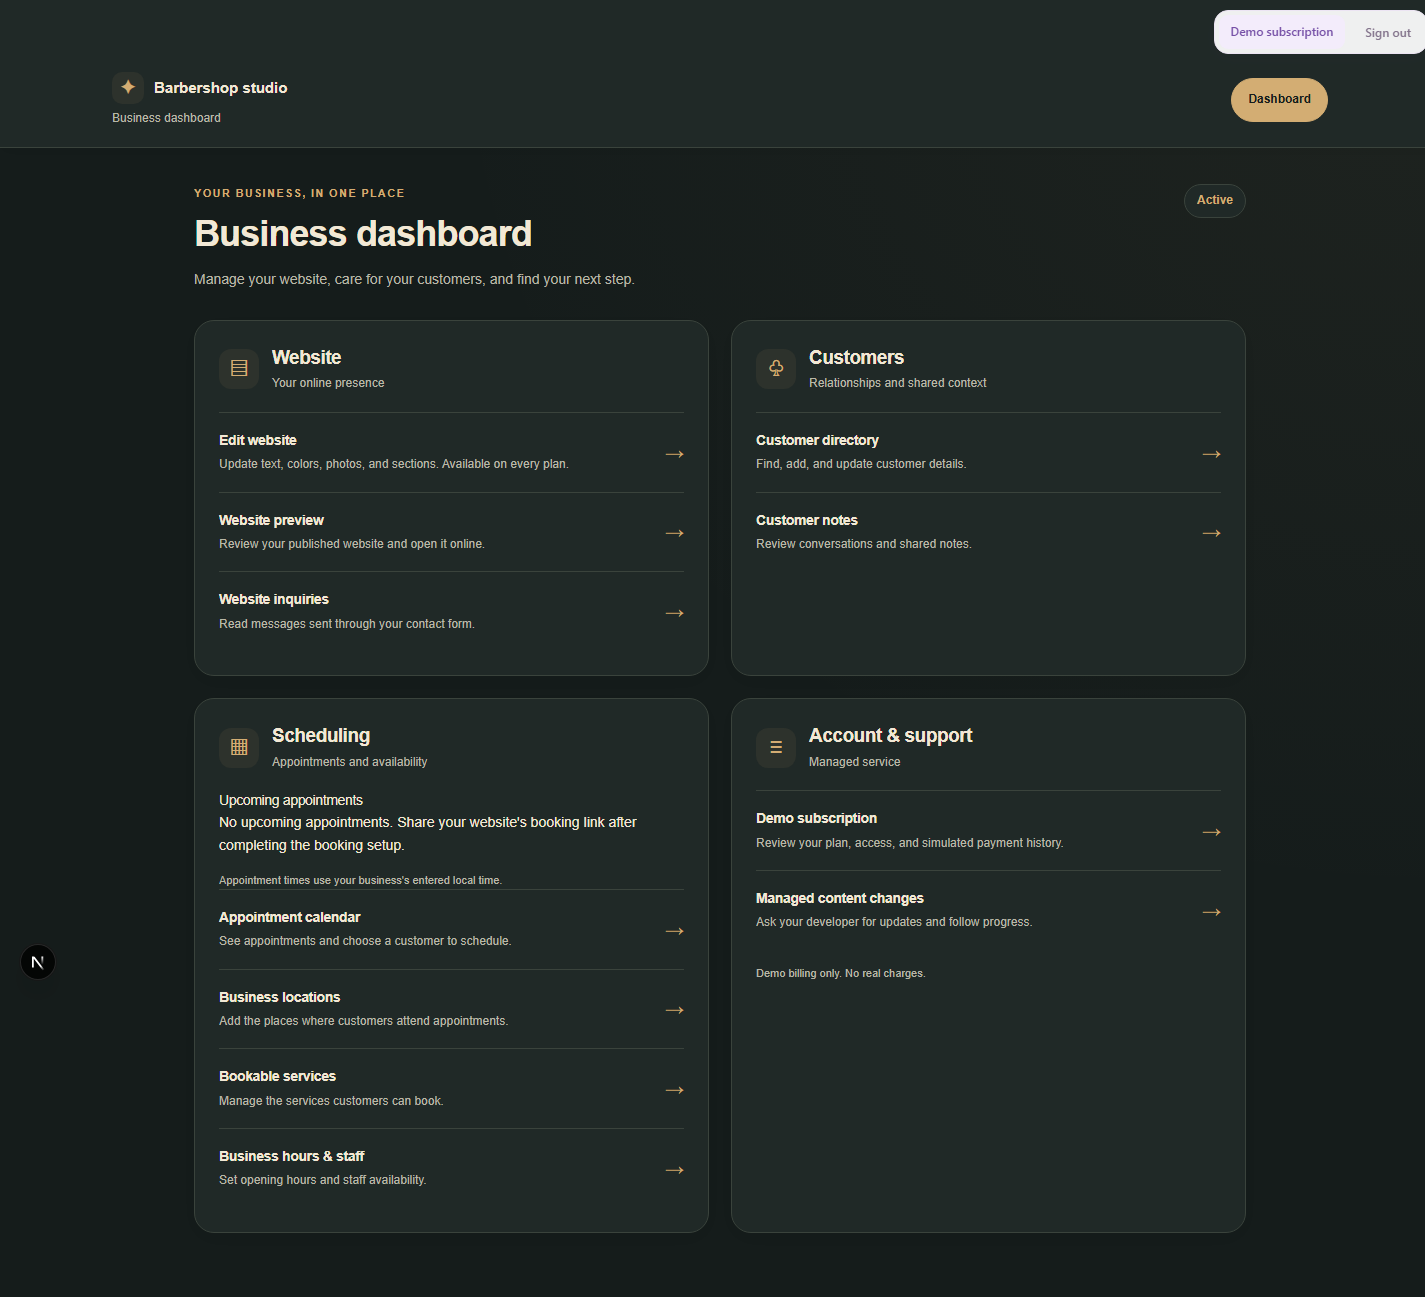 Demo subscription
Sign out
Barbershop studio
Business dashboard
Dashboard
YOUR BUSINESS, IN ONE PLACE
Active
Business dashboard
Manage your website, care for your customers, and find your next step.
Website
Your online presence
Edit website
Update text, colors, photos, and sections. Available on every plan.
Website preview
Review your published website and open it online.
Website inquiries
Read messages sent through your contact form.
Customers
Relationships and shared context
Customer directory
Find, add, and update customer details.
Customer notes
Review conversations and shared notes.
Scheduling
Appointments and availability
Upcoming appointments
No upcoming appointments. Share your website's booking link after
completing the booking setup.
Appointment times use your business's entered local time.
Appointment calendar
See appointments and choose a customer to schedule.
Business locations
Add the places where customers attend appointments.
Bookable services
Manage the services customers can book.
Business hours & staff
Set opening hours and staff availability.
Account & support
Managed service
Demo subscription
Review your plan, access, and simulated payment history.
Managed content changes
Ask your developer for updates and follow progress.
Demo billing only. No real charges.
N